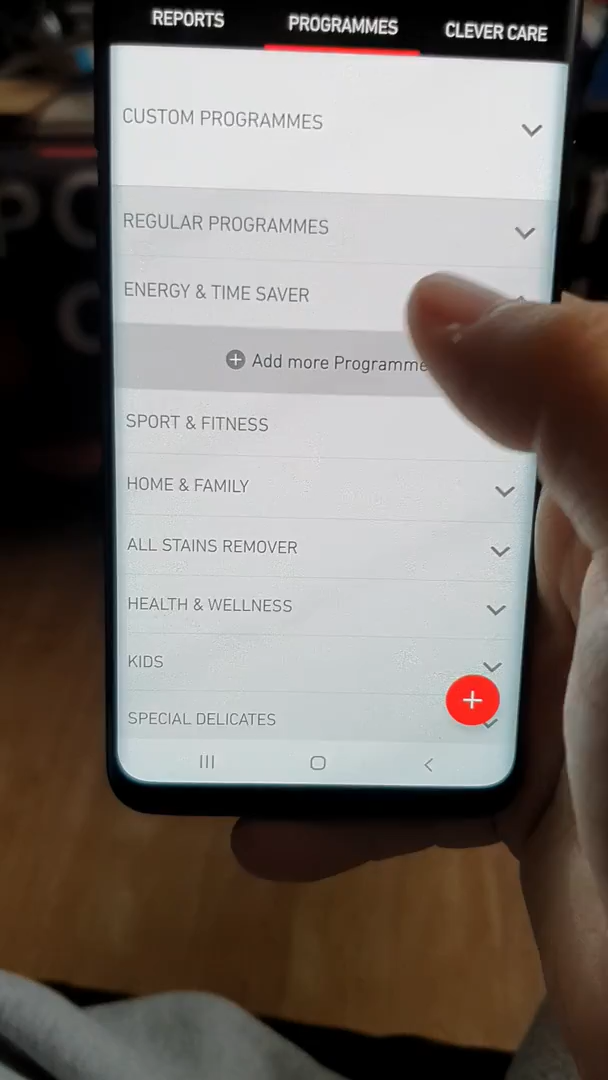 REPORTS
PROGRAMMES
CLEVER CARE
CUSTOM PROGRAMMES
REGULAR PROGRAMMES
ENERGY & TIME SAVER
Add more Programme
SPORT & FITNESS
HOME & FAMILY
ALL STAINS REMOVER
HEALTH & WELLNESS
KIDS
SPECIAL DELICATES